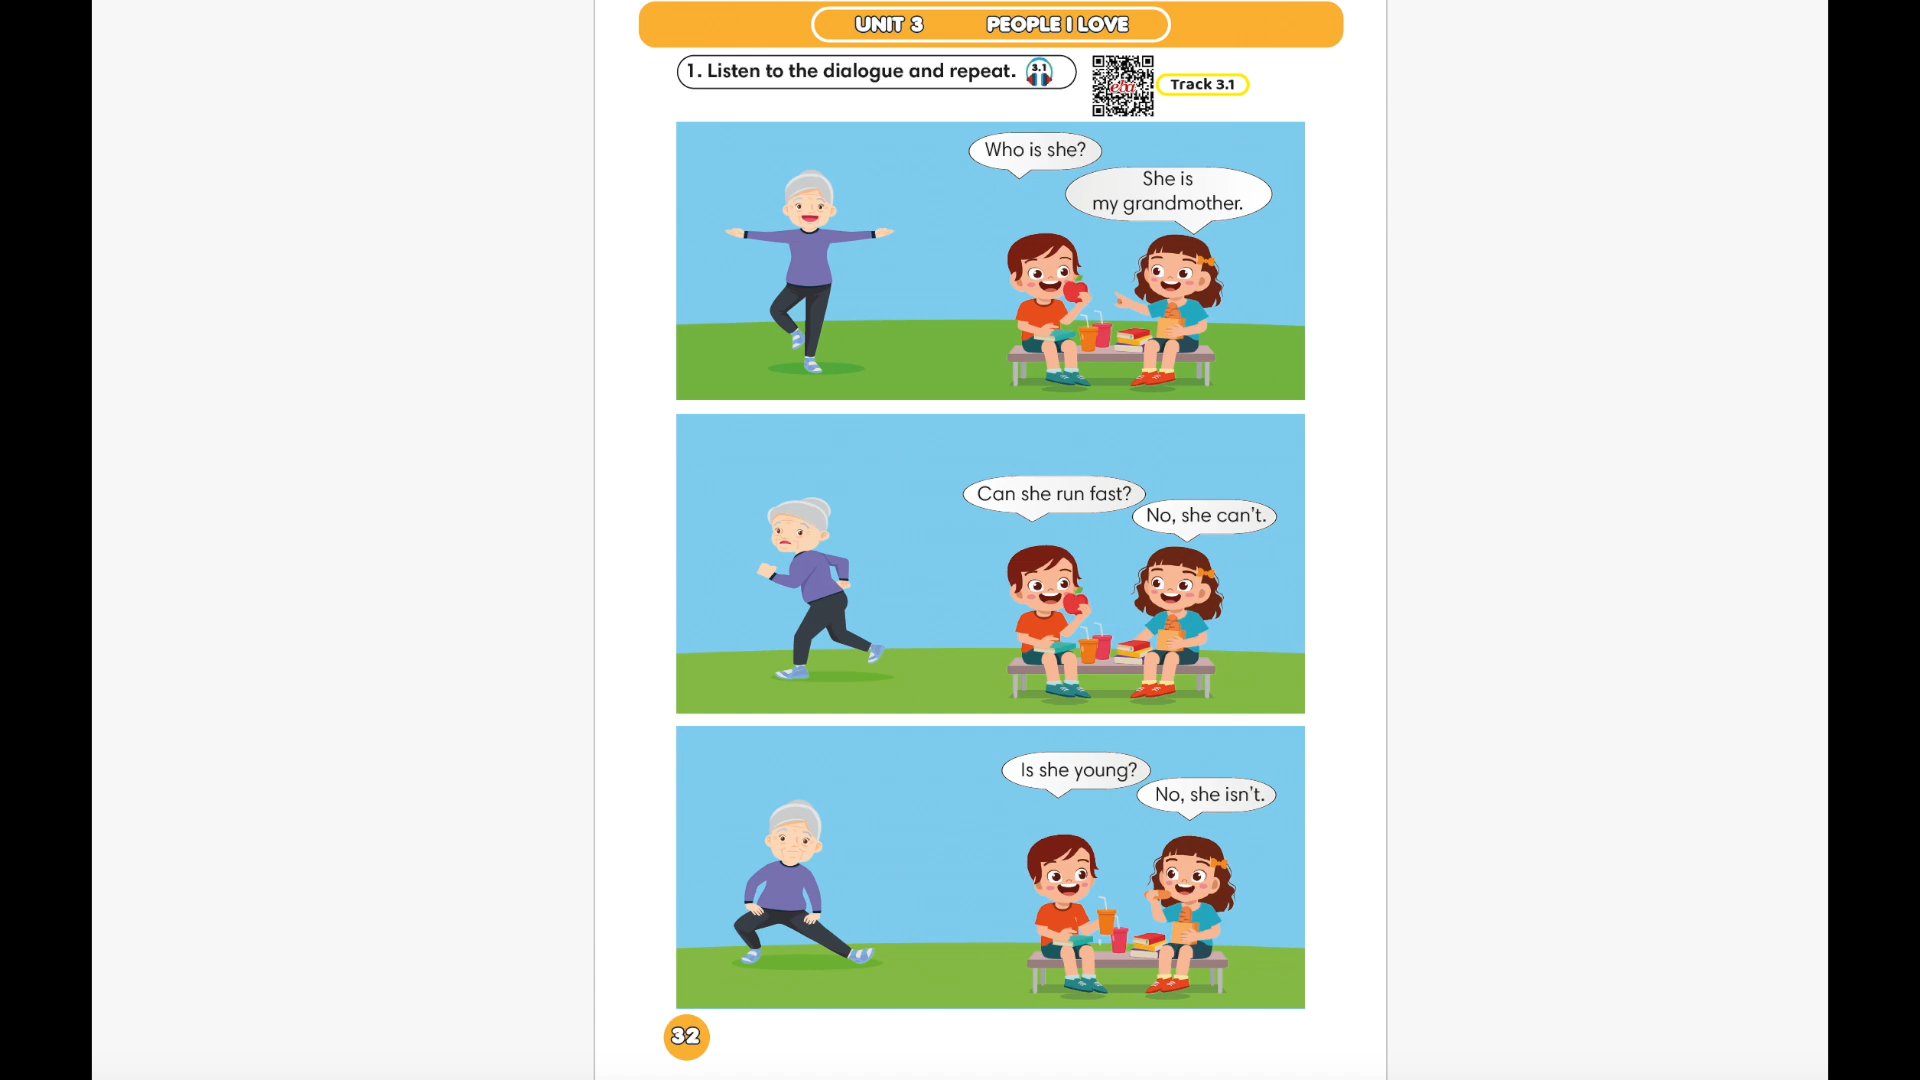 UNIT 3 PEOPLE I LOVE
1. Listen to the dialogue and repeat. 3.1
eba
Track 3.1
Who is she?
She is
my grandmother.
Can she run fast?
No, she can't.
Is she young?
No, she isn't.
32